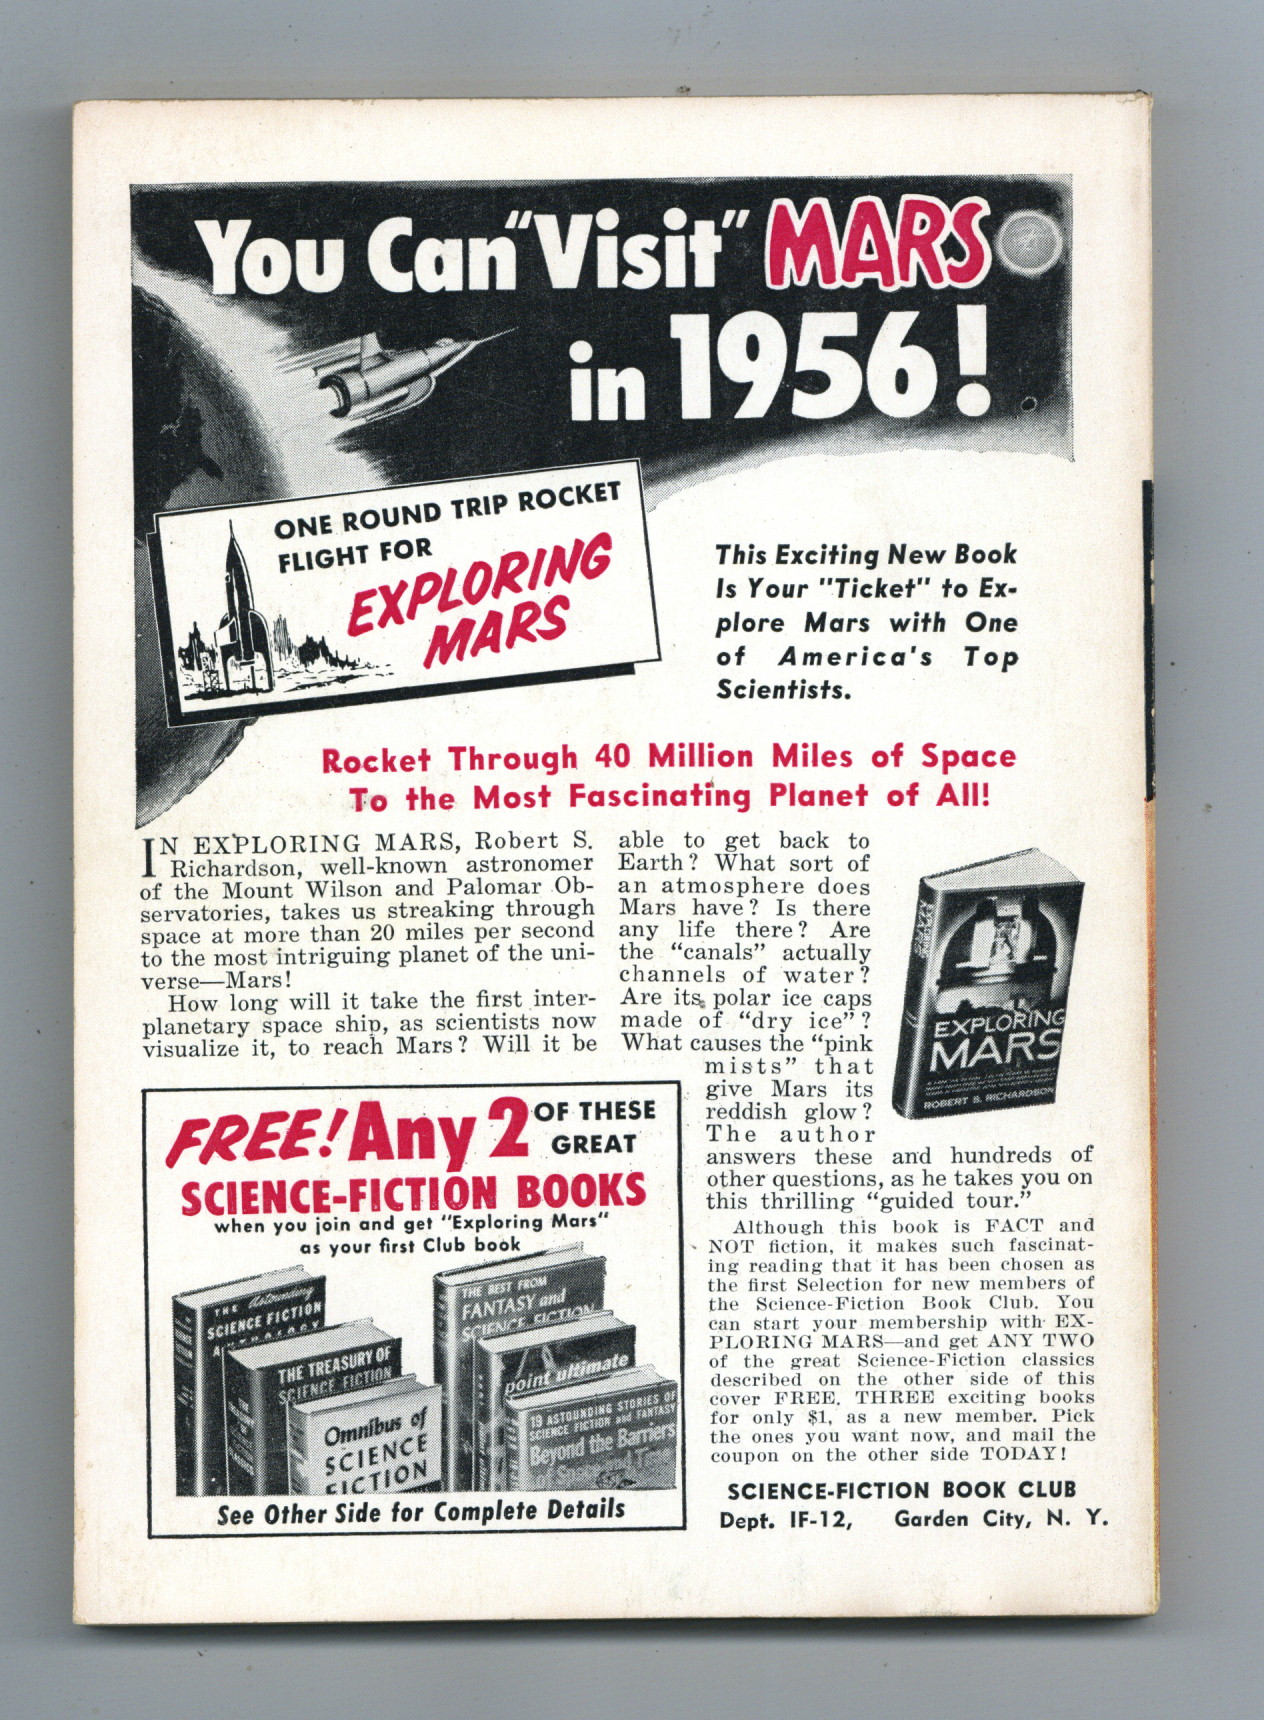 You Can "Visit" MARS
in 1956!
ONE ROUND TRIP ROCKET
FLIGHT FOR
EXPLORING
MARS
This Exciting New Book
Is Your "Ticket" to Ex-
plore Mars with One
of America's Top
Scientists.
Rocket Through 40 Million Miles of Space
To the Most Fascinating Planet of All!
IN EXPLORING MARS, Robert S.
Richardson, well-known astronomer
of the Mount Wilson and Palomar Ob-
servatories, takes us streaking through
space at more than 20 miles per second
to the most intriguing planet of the uni-
verse—Mars!
How long will it take the first inter-
planetary space ship, as scientists now
visualize it, to reach Mars? Will it be
able to get back to
Earth? What sort of
an atmosphere does
Mars have? Is there
any life there? Are
the "canals" actually
channels of water?
Are its polar ice caps
made of "dry ice"?
What causes the "pink
mists" that
give Mars its
reddish glow?
The author
answers these and hundreds of
other questions, as he takes you on
this thrilling "guided tour."
Although this book is FACT and
NOT fiction, it makes such fascinat-
ing reading that it has been chosen as
the first Selection for new members of
the Science-Fiction Book Club. You
can start your membership with EX-
PLORING MARS—and get ANY TWO
of the great Science-Fiction classics
described on the other side of this
cover FREE. THREE exciting books
for only $1, as a new member. Pick
the ones you want now, and mail the
coupon on the other side TODAY!
SCIENCE-FICTION BOOK CLUB
Dept. IF-12, Garden City, N. Y.
EXPLORING
MARS
ROBERT S. RICHARDSON
FREE! Any 2 OF THESE
GREAT
SCIENCE-FICTION BOOKS
when you join and get "Exploring Mars"
as your first Club book
THE Astounding
SCIENCE FICTION
ANTHOLOGY
THE TREASURY OF
SCIENCE FICTION
Omnibus of
SCIENCE
FICTION
THE BEST FROM
FANTASY and
SCIENCE FICTION
point ultimate
19 ASTOUNDING STORIES OF
SCIENCE FICTION and FANTASY
Beyond the Barriers
of Space and Time
See Other Side for Complete Details